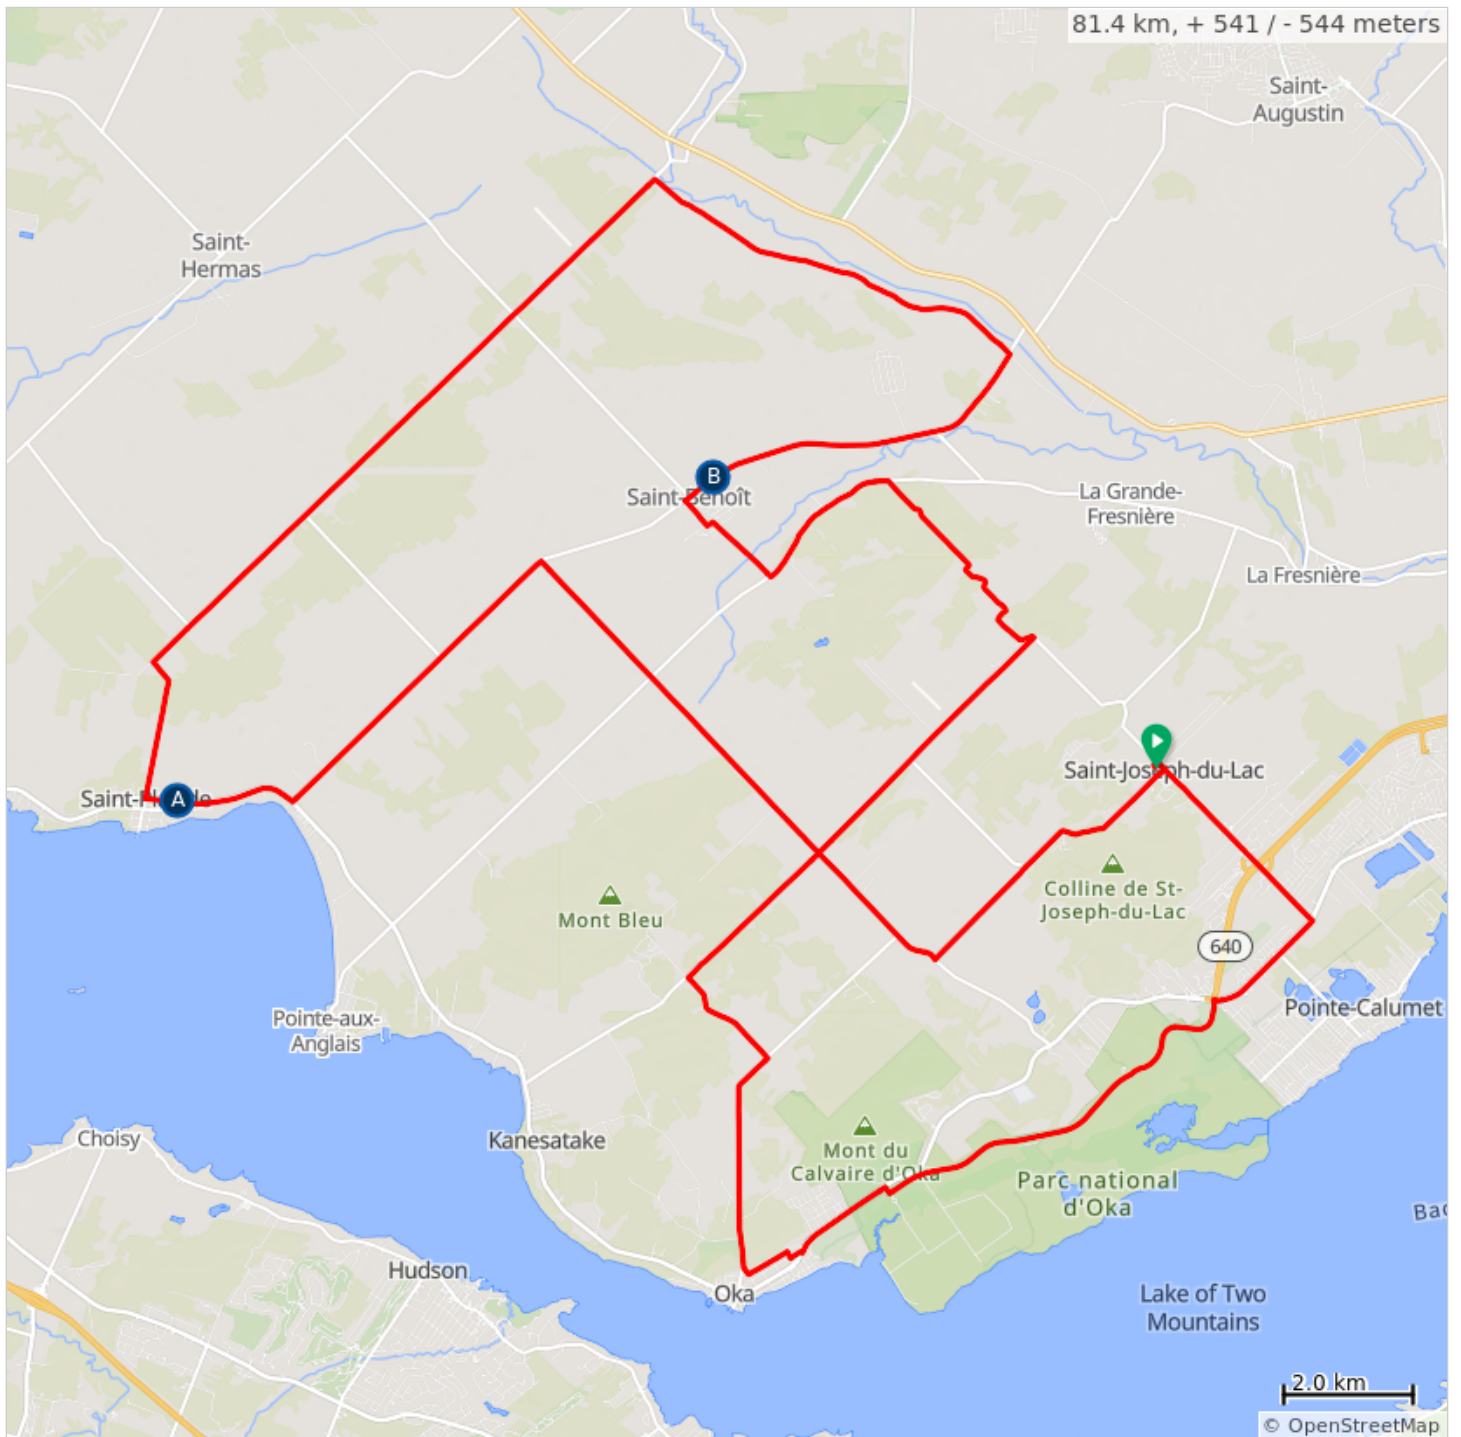 81.4 km, + 541 / - 544 meters
Saint-
Augustin
Saint-
Hermas
B
Saint-Benoît
La Grande-
Fresnière
La Fresnière
Saint-Joseph-du-Lac
A
Colline de St-
Joseph-du-Lac
Mont Bleu
640
Pointe-Calumet
Pointe-aux-
Anglais
Choisy
Kanesatake
Mont du
Calvaire d'Oka
Parc national
d'Oka
Hudson
Oka
Lake of Two
Mountains
2.0 km
© OpenStreetMap